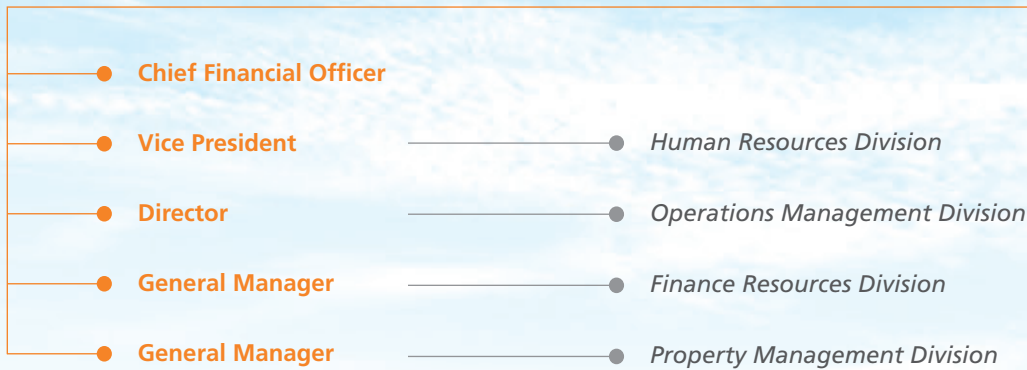 Chief Financial Officer
Vice President Human Resources Division
Director Operations Management Division
General Manager Finance Resources Division
General Manager Property Management Division